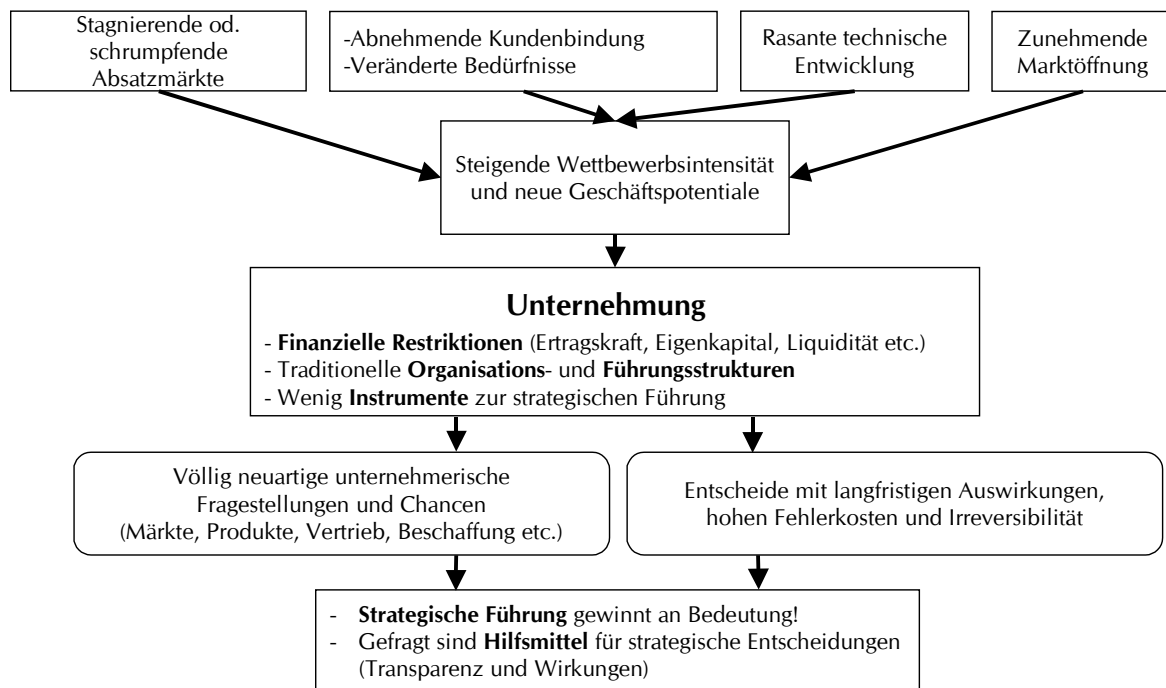 Stagnierende od.
schrumpfende
Absatzmärkte
-Abnehmende Kundenbindung
-Veränderte Bedürfnisse
Rasante technische
Entwicklung
Zunehmende
Marktöffnung
Steigende Wettbewerbsintensität
und neue Geschäftspotentiale
Unternehmung
- Finanzielle Restriktionen (Ertragskraft, Eigenkapital, Liquidität etc.)
- Traditionelle Organisations- und Führungsstrukturen
- Wenig Instrumente zur strategischen Führung
Völlig neuartige unternehmerische
Fragestellungen und Chancen
(Märkte, Produkte, Vertrieb, Beschaffung etc.)
Entscheide mit langfristigen Auswirkungen,
hohen Fehlerkosten und Irreversibilität
- Strategische Führung gewinnt an Bedeutung!
- Gefragt sind Hilfsmittel für strategische Entscheidungen
(Transparenz und Wirkungen)